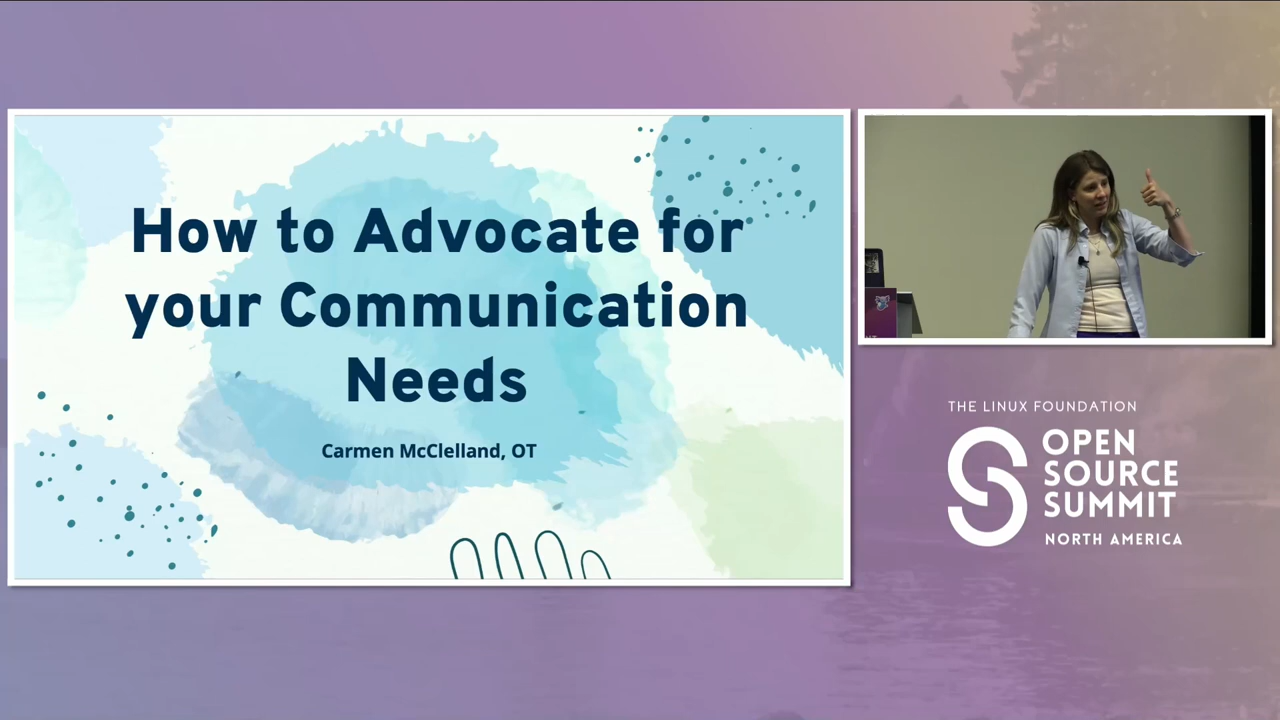 How to Advocate for
your Communication
Needs
Carmen McClelland, OT
THE LINUX FOUNDATION
OPEN
SOURCE
SUMMIT
NORTH AMERICA